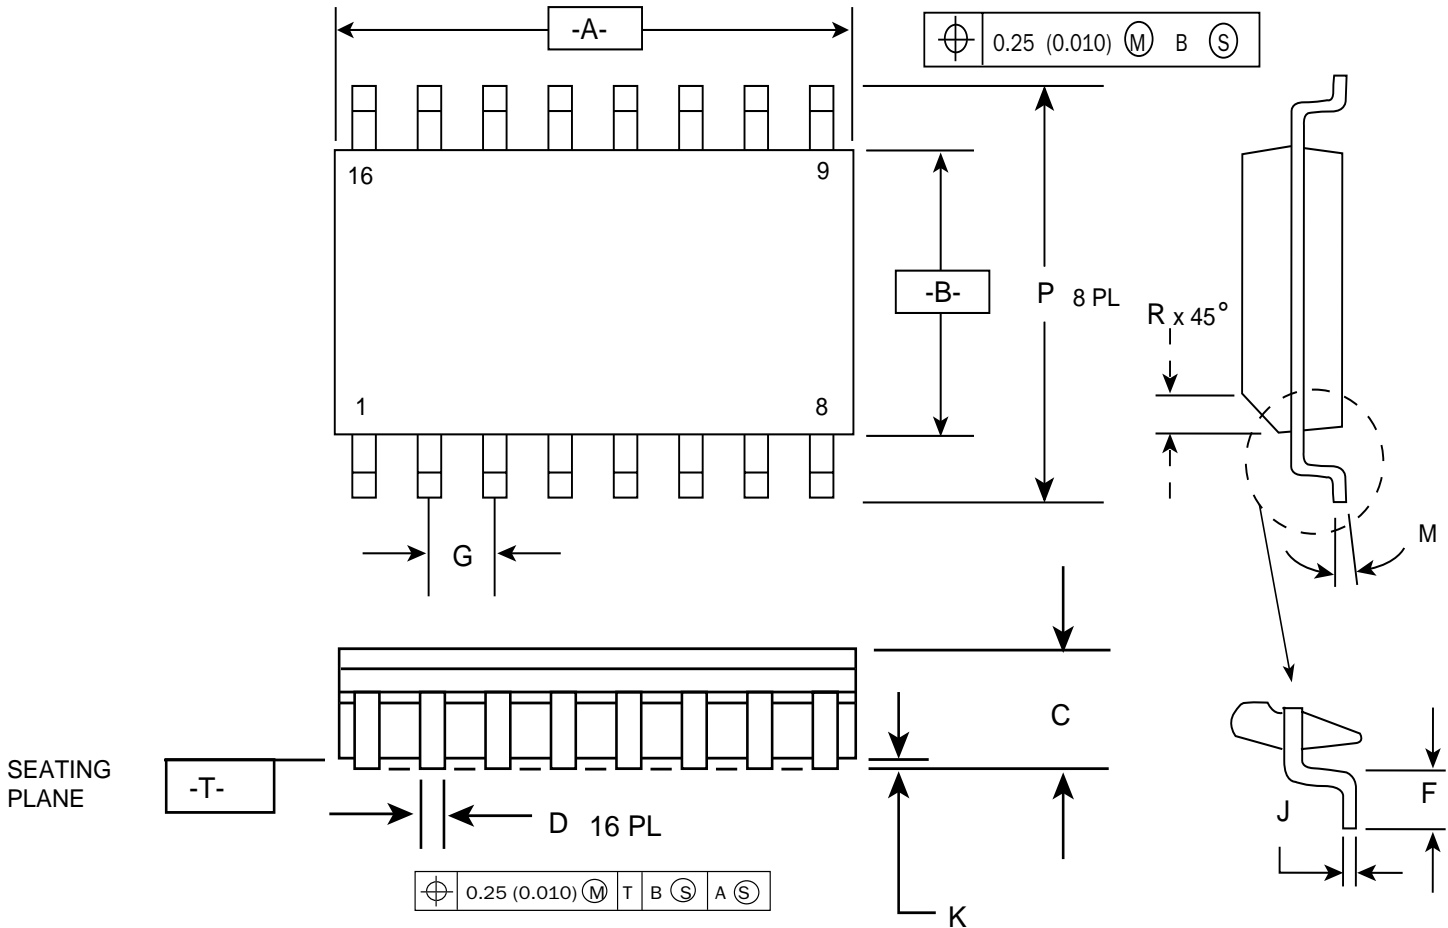 -A-
⌖ 0.25 (0.010) Ⓜ B Ⓢ
16 9
-B-
P 8 PL
R x 45°
1 8
G
M
C
SEATING
PLANE
-T-
D 16 PL
J
F
⌖ 0.25 (0.010) Ⓜ T B Ⓢ A Ⓢ
K